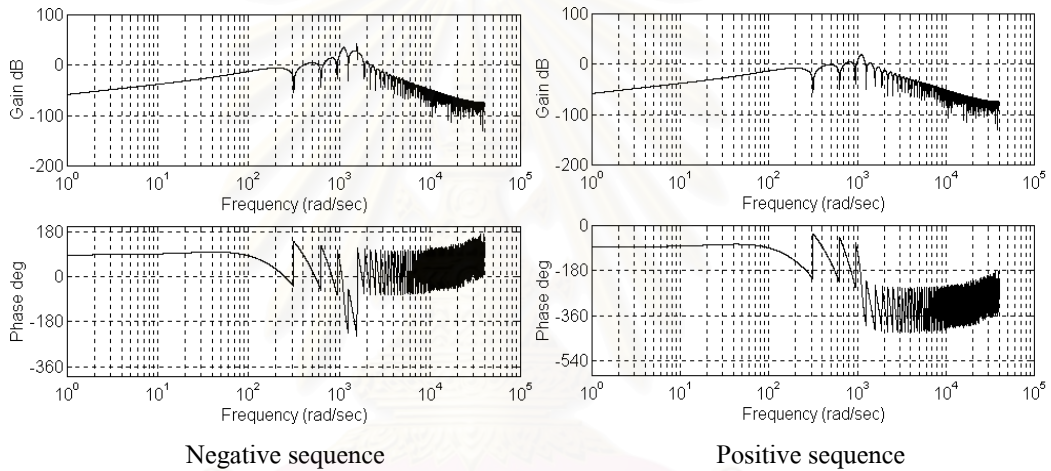 100
0
-100
-200
Gain dB
10^0 10^1 10^2 10^3 10^4 10^5
Frequency (rad/sec)
100
0
-100
-200
Gain dB
10^0 10^1 10^2 10^3 10^4 10^5
Frequency (rad/sec)
180
0
-180
-360
Phase deg
10^0 10^1 10^2 10^3 10^4 10^5
Frequency (rad/sec)
0
-180
-360
-540
Phase deg
10^0 10^1 10^2 10^3 10^4 10^5
Frequency (rad/sec)
Negative sequence
Positive sequence